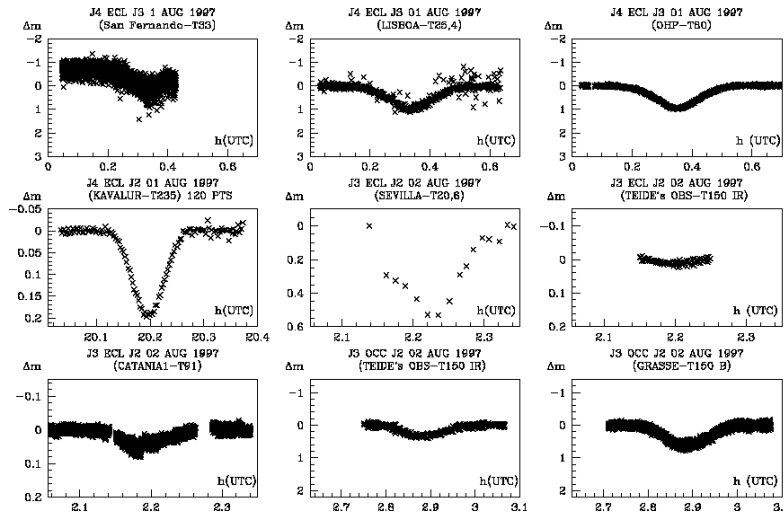 J4 ECL J3 1 AUG 1997
(San Fernando-T33)
Δm
-2
-1
0
1
2
3
h(UTC)
0 0.2 0.4 0.6
J4 ECL J3 01 AUG 1997
(LISBOA-T25,4)
Δm
-2
-1
0
1
2
3
h(UTC)
0 0.2 0.4 0.6
J4 ECL J3 01 AUG 1997
(OHP-T80)
Δm
-2
-1
0
1
2
3
h(UTC)
0 0.2 0.4 0.6
J4 ECL J2 01 AUG 1997
(KAVALUR-T235) 120 PTS
Δm
-0.05
0
0.05
0.1
0.15
0.2
h(UTC)
20.1 20.2 20.3 20.4
J3 ECL J2 02 AUG 1997
(SEVILLA-T20,8)
Δm
0
0.2
0.4
0.6
h(UTC)
2.1 2.2 2.3
J3 ECL J2 02 AUG 1997
(TEIDE's OBS-T150 IR)
Δm
-0.1
0
0.1
0.2
h (UTC)
2.1 2.2 2.3
J3 ECL J2 02 AUG 1997
(CATANIA1-T91)
Δm
-0.1
0
0.1
0.2
h(UTC)
2.1 2.2 2.3
J3 OCC J2 02 AUG 1997
(TEIDE's OBS-T150 IR)
Δm
-2
-1
0
1
2
h(UTC)
2.7 2.8 2.9 3 3.1
J3 OCC J2 02 AUG 1997
(GRASSE-T150 B)
Δm
-2
-1
0
1
2
h(UTC)
2.7 2.8 2.9 3 3.1